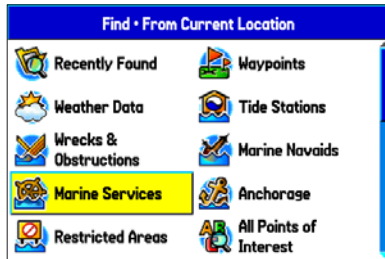 Find • From Current Location
Recently Found
Waypoints
Weather Data
Tide Stations
Wrecks &
Obstructions
Marine Navaids
Marine Services
Anchorage
Restricted Areas
All Points of
Interest